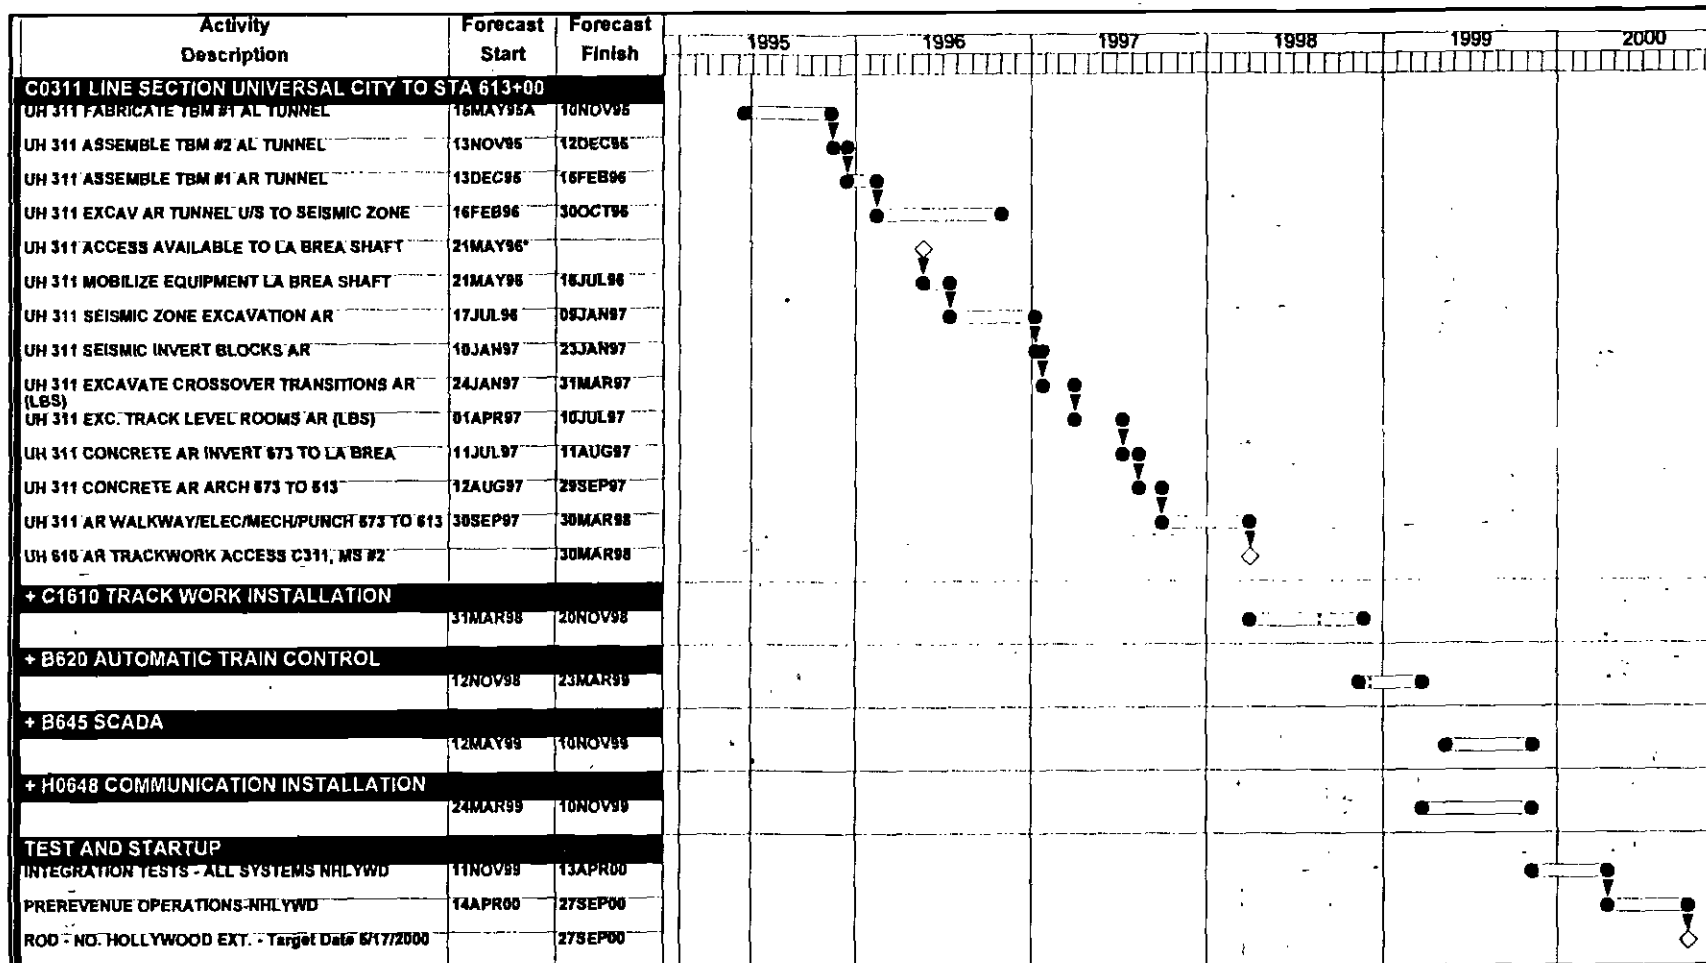 Activity Description Forecast Start Forecast Finish 1995 1996 1997 1998 1999 2000
C0311 LINE SECTION UNIVERSAL CITY TO STA 613+00
UH 311 FABRICATE TBM #1 AL TUNNEL 15MAY95A 10NOV95
UH 311 ASSEMBLE TBM #2 AL TUNNEL 13NOV95 12DEC95
UH 311 ASSEMBLE TBM #1 AR TUNNEL 13DEC95 15FEB96
UH 311 EXCAV AR TUNNEL U/S TO SEISMIC ZONE 16FEB96 30OCT96
UH 311 ACCESS AVAILABLE TO LA BREA SHAFT 21MAY96*
UH 311 MOBILIZE EQUIPMENT LA BREA SHAFT 21MAY96 16JUL96
UH 311 SEISMIC ZONE EXCAVATION AR 17JUL96 09JAN97
UH 311 SEISMIC INVERT BLOCKS AR 10JAN97 23JAN97
UH 311 EXCAVATE CROSSOVER TRANSITIONS AR (LBS) 24JAN97 31MAR97
UH 311 EXC. TRACK LEVEL ROOMS AR (LBS) 01APR97 10JUL97
UH 311 CONCRETE AR INVERT 673 TO LA BREA 11JUL97 11AUG97
UH 311 CONCRETE AR ARCH 673 TO 613 12AUG97 29SEP97
UH 311 AR WALKWAY/ELEC/MECH/PUNCH 673 TO 613 30SEP97 30MAR98
UH 610 AR TRACKWORK ACCESS C311, MS #2 30MAR98
+ C1610 TRACK WORK INSTALLATION
31MAR98 20NOV98
+ B620 AUTOMATIC TRAIN CONTROL
12NOV98 23MAR99
+ B645 SCADA
12MAY99 10NOV99
+ H0648 COMMUNICATION INSTALLATION
24MAR99 10NOV99
TEST AND STARTUP
INTEGRATION TESTS - ALL SYSTEMS NHLYWD 11NOV99 13APR00
PREREVENUE OPERATIONS-NHLYWD 14APR00 27SEP00
ROD - NO. HOLLYWOOD EXT. - Target Date 5/17/2000 27SEP00